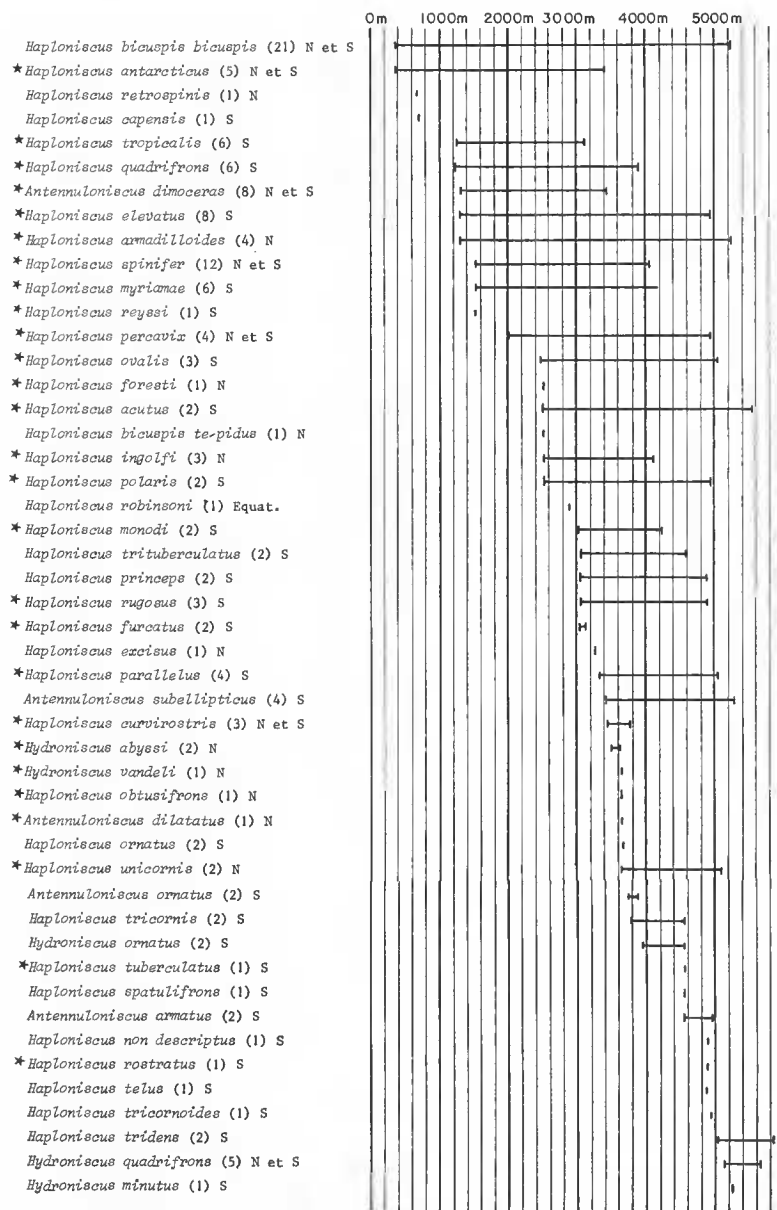 0m 1000m 2000m 3000m 4000m 5000m
Haploniscus bicuspis bicuspis (21) N et S
★Haploniscus antarcticus (5) N et S
Haploniscus retrospinis (1) N
Haploniscus capensis (1) S
★Haploniscus tropicalis (6) S
★Haploniscus quadrifrons (6) S
★Antennuloniscus dimoceras (8) N et S
★Haploniscus elevatus (8) S
★Haploniscus armadilloides (4) N
★Haploniscus spinifer (12) N et S
★Haploniscus myriamae (6) S
★Haploniscus reyssi (1) S
★Haploniscus percavix (4) N et S
★Haploniscus ovalis (3) S
★Haploniscus foresti (1) N
★Haploniscus acutus (2) S
Haploniscus bicuspis te-pidus (1) N
★Haploniscus ingolfi (3) N
★Haploniscus polaris (2) S
Haploniscus robinsoni (1) Equat.
★Haploniscus monodi (2) S
Haploniscus trituberculatus (2) S
Haploniscus princeps (2) S
★Haploniscus rugosus (3) S
★Haploniscus furcatus (2) S
Haploniscus excisus (1) N
★Haploniscus parallelus (4) S
Antennuloniscus subellipticus (4) S
★Haploniscus curvirostris (3) N et S
★Hydroniscus abyssi (2) N
★Hydroniscus vandeli (1) N
★Haploniscus obtusifrons (1) N
★Antennuloniscus dilatatus (1) N
Haploniscus ornatus (2) S
★Haploniscus unicornis (2) N
Antennuloniscus ornatus (2) S
Haploniscus tricornis (2) S
Hydroniscus ornatus (2) S
★Haploniscus tuberculatus (1) S
Haploniscus spatulifrons (1) S
Antennuloniscus armatus (2) S
Haploniscus non descriptus (1) S
★Haploniscus rostratus (1) S
Haploniscus telus (1) S
Haploniscus tricornoides (1) S
Haploniscus tridens (2) S
Hydroniscus quadrifrons (5) N et S
Hydroniscus minutus (1) S